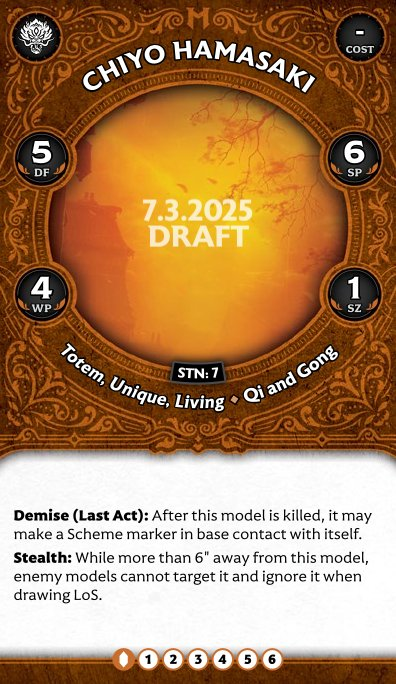 M
-
COST
CHIYO HAMASAKI
5
DF
6
SP
7.3.2025
DRAFT
4
WP
1
SZ
STN: 7
Totem, Unique, Living • Qi and Gong
Demise (Last Act): After this model is killed, it may
make a Scheme marker in base contact with itself.
Stealth: While more than 6" away from this model,
enemy models cannot target it and ignore it when
drawing LoS.
1 2 3 4 5 6